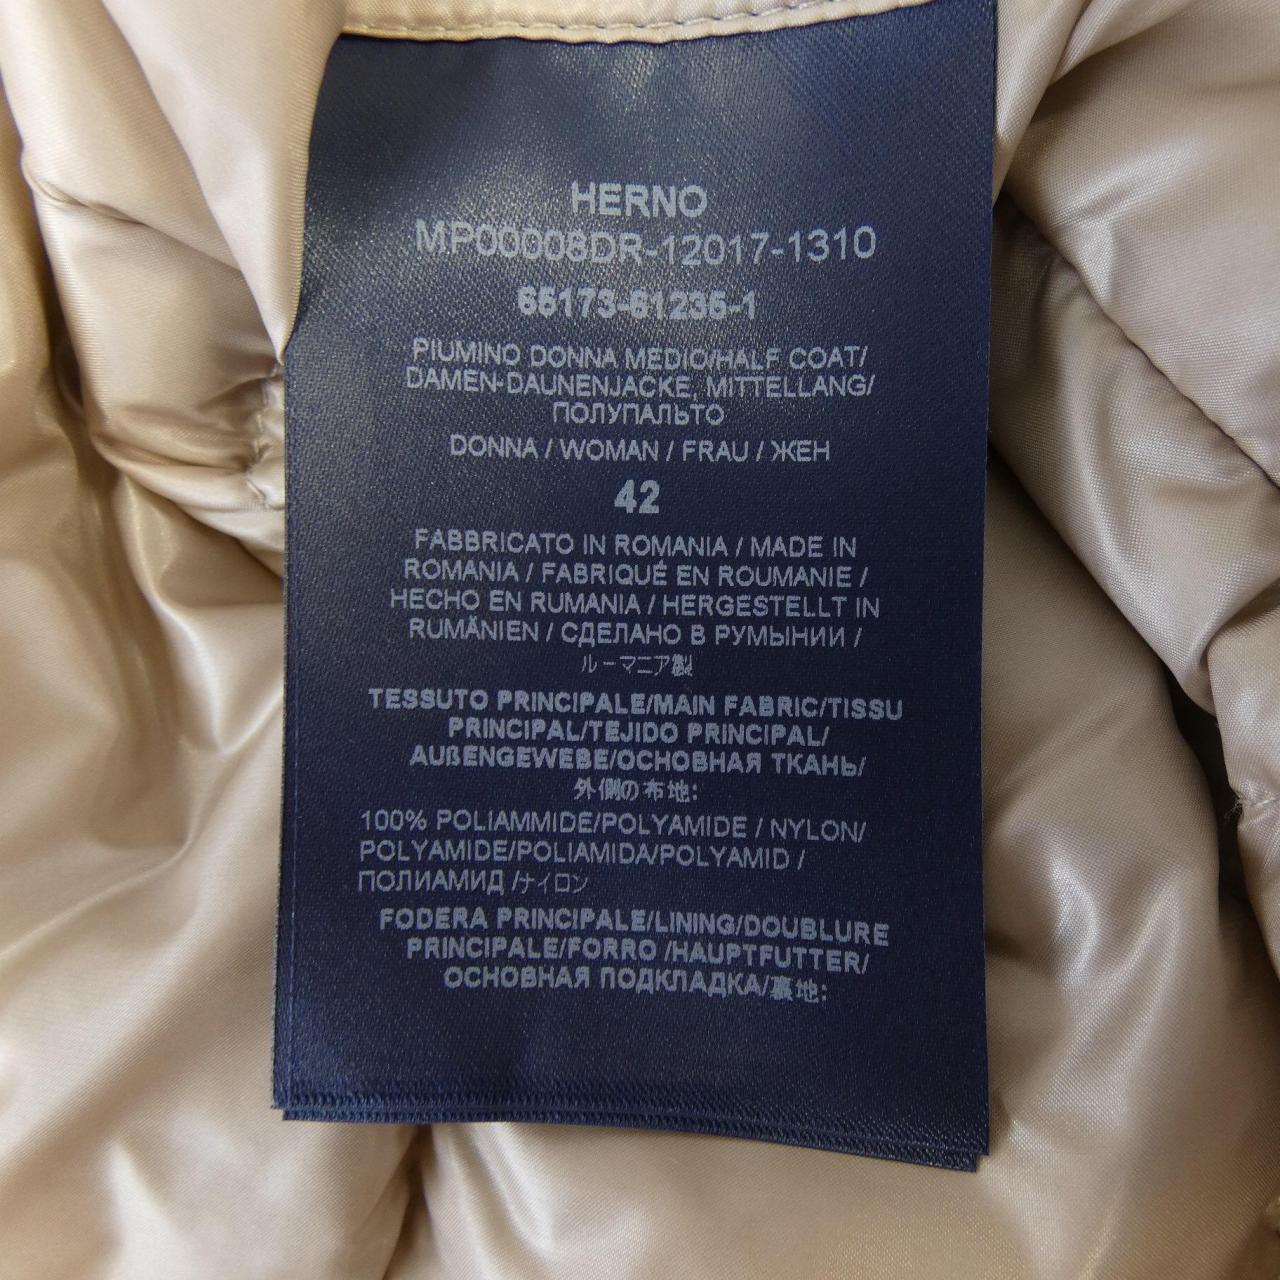 HERNO
MP00008DR-12017-1310
65173-61235-1
PIUMINO DONNA MEDIO/HALF COAT/
DAMEN-DAUNENJACKE, MITTELLANG/
ПОЛУПАЛЬТО
DONNA / WOMAN / FRAU / ЖЕН
42
FABBRICATO IN ROMANIA / MADE IN
ROMANIA / FABRIQUÉ EN ROUMANIE /
HECHO EN RUMANIA / HERGESTELLT IN
RUMÄNIEN / СДЕЛАНО В РУМЫНИИ /
ルーマニア製
TESSUTO PRINCIPALE/MAIN FABRIC/TISSU
PRINCIPAL/TEJIDO PRINCIPAL/
AUßENGEWEBE/ОСНОВНАЯ ТКАНЬ/
外側の布地:
100% POLIAMMIDE/POLYAMIDE / NYLON/
POLYAMIDE/POLIAMIDA/POLYAMID /
ПОЛИАМИД /ナイロン
FODERA PRINCIPALE/LINING/DOUBLURE
PRINCIPALE/FORRO /HAUPTFUTTER/
ОСНОВНАЯ ПОДКЛАДКА/裏地: